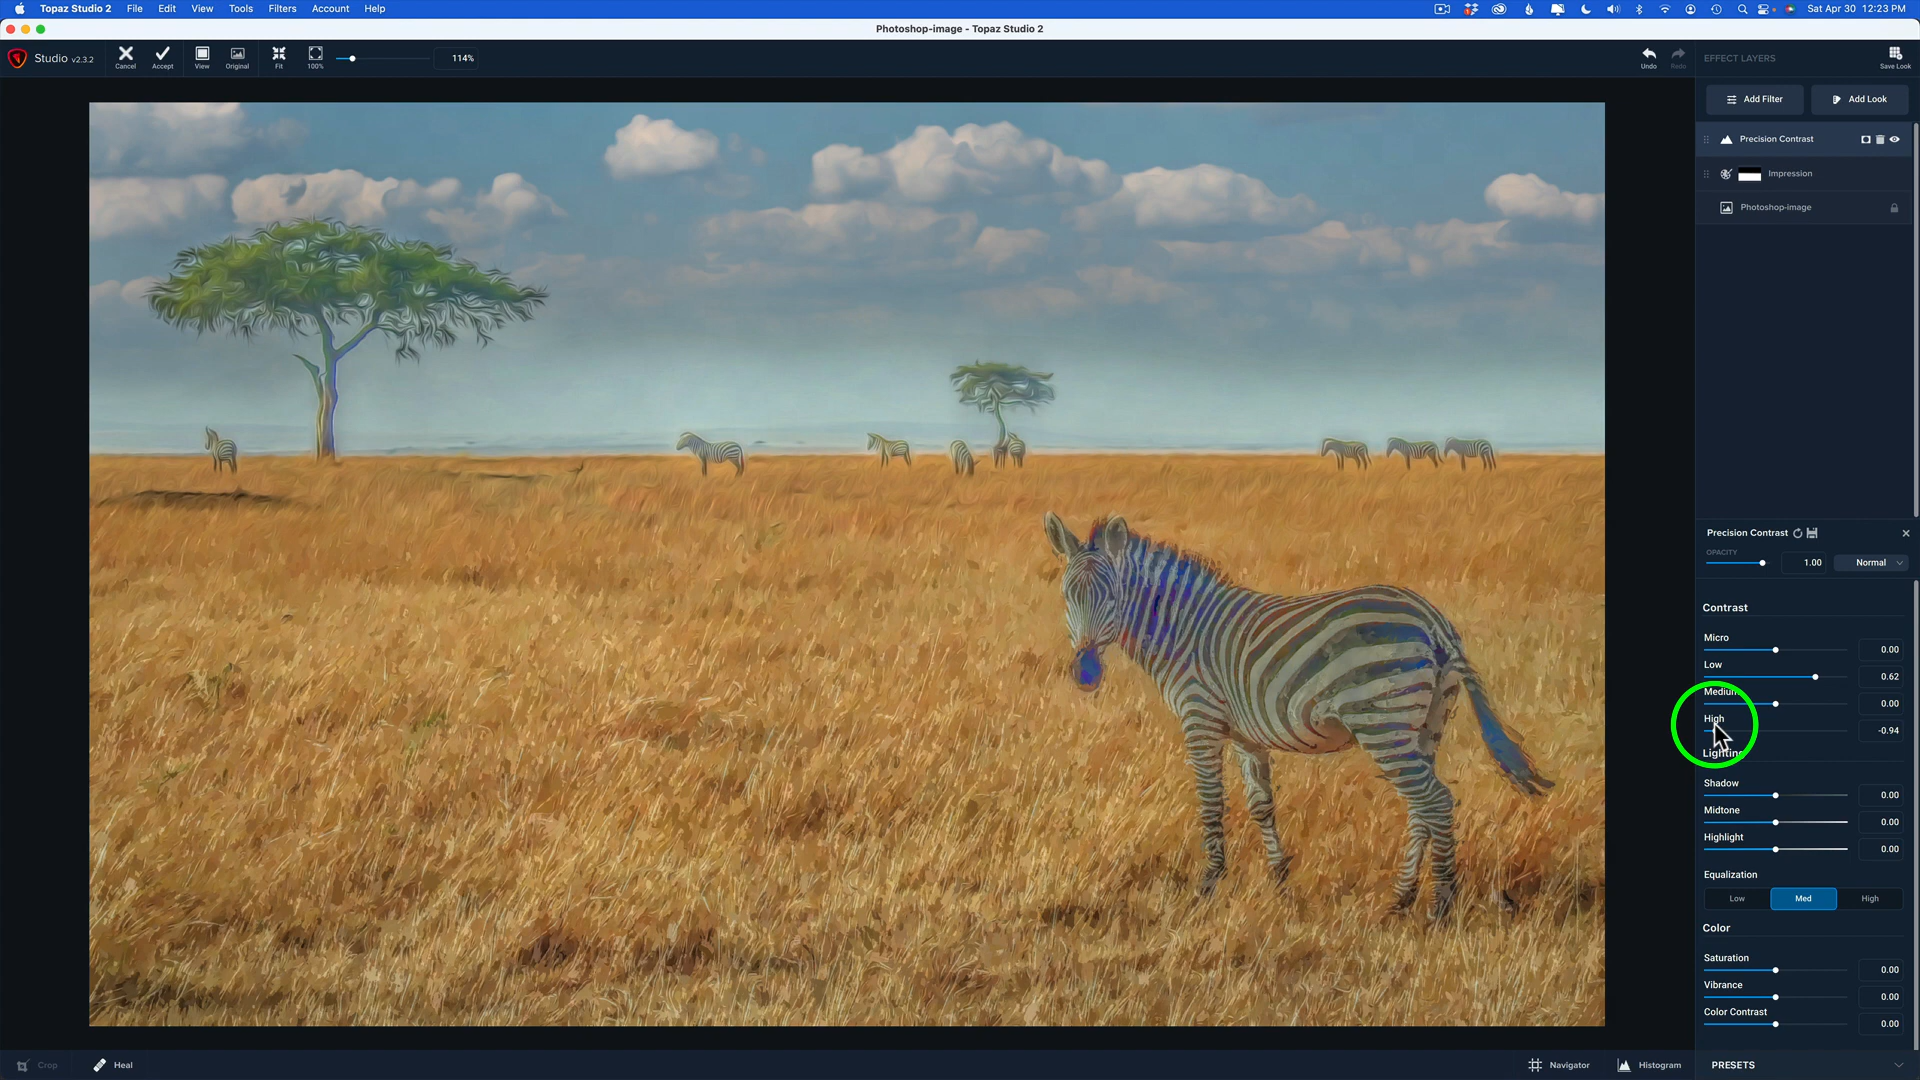 Topaz Studio 2 File Edit View Tools Filters Account Help
Sat Apr 30 12:23 PM
Photoshop-image - Topaz Studio 2
Studio v2.3.2
Cancel Accept View Original Fit 100% 114% Undo Redo
EFFECT LAYERS
Save Look
Add Filter Add Look
Precision Contrast
Impression
Photoshop-image
Precision Contrast
OPACITY
1.00 Normal
Contrast
Micro
0.00
Low
0.62
Medium
0.00
High
-0.94
Lighting
Shadow
0.00
Midtone
0.00
Highlight
0.00
Equalization
Low Med High
Color
Saturation
0.00
Vibrance
0.00
Color Contrast
0.00
Crop Heal Navigator Histogram PRESETS